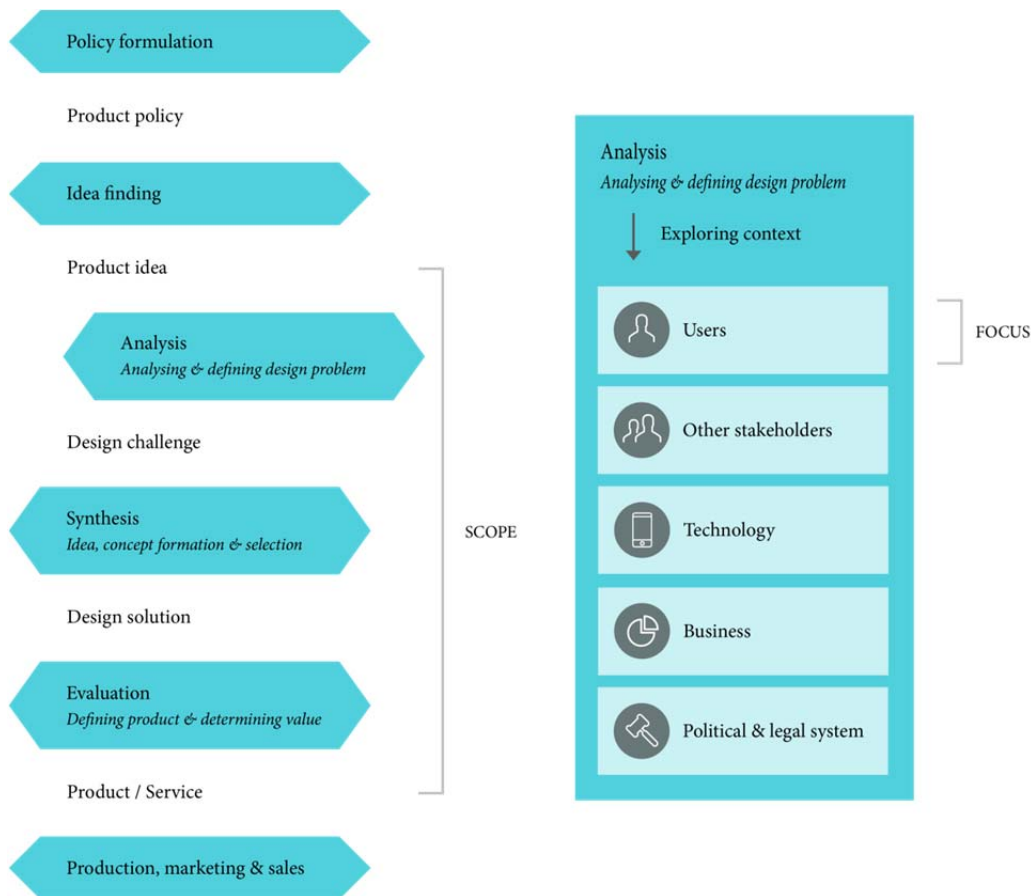 Policy formulation
Product policy
Idea finding
Product idea
Analysis
Analysing & defining design problem
Design challenge
Synthesis
Idea, concept formation & selection
Design solution
Evaluation
Defining product & determining value
Product / Service
Production, marketing & sales
SCOPE
Analysis
Analysing & defining design problem
Exploring context
Users
Other stakeholders
Technology
Business
Political & legal system
FOCUS